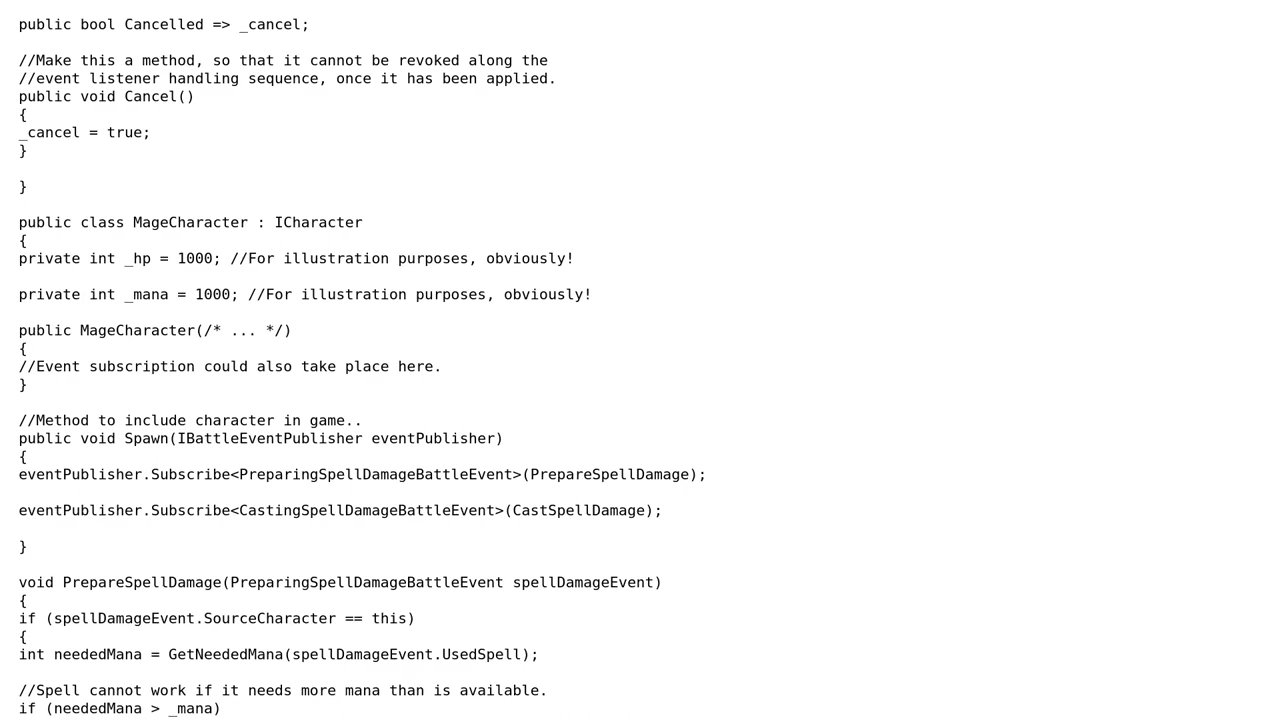 public bool Cancelled => _cancel;
//Make this a method, so that it cannot be revoked along the
//event listener handling sequence, once it has been applied.
public void Cancel()
{
_cancel = true;
}
}
public class MageCharacter : ICharacter
{
private int _hp = 1000; //For illustration purposes, obviously!
private int _mana = 1000; //For illustration purposes, obviously!
public MageCharacter(/* ... */)
{
//Event subscription could also take place here.
}
//Method to include character in game..
public void Spawn(IBattleEventPublisher eventPublisher)
{
eventPublisher.Subscribe<PreparingSpellDamageBattleEvent>(PrepareSpellDamage);
eventPublisher.Subscribe<CastingSpellDamageBattleEvent>(CastSpellDamage);
}
void PrepareSpellDamage(PreparingSpellDamageBattleEvent spellDamageEvent)
{
if (spellDamageEvent.SourceCharacter == this)
{
int neededMana = GetNeededMana(spellDamageEvent.UsedSpell);
//Spell cannot work if it needs more mana than is available.
if (neededMana > _mana)